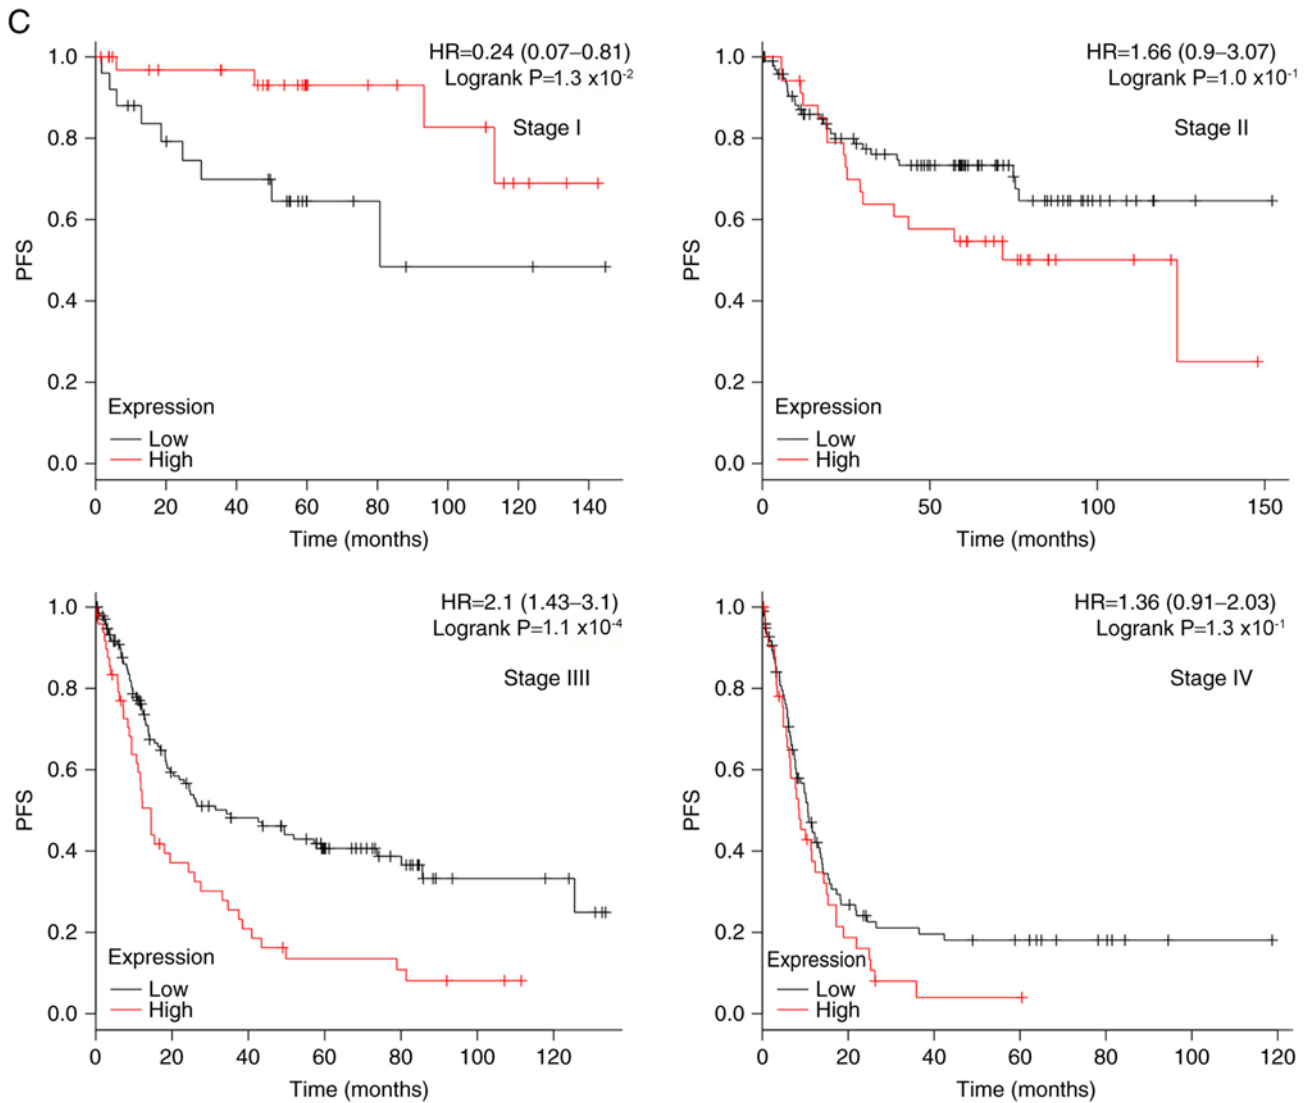 C
HR=0.24 (0.07–0.81)
Logrank P=1.3 x10-2
Stage I
PFS
1.0
0.8
0.6
0.4
0.2
0.0
Expression
Low
High
0 20 40 60 80 100 120 140
Time (months)
HR=1.66 (0.9–3.07)
Logrank P=1.0 x10-1
Stage II
PFS
1.0
0.8
0.6
0.4
0.2
0.0
Expression
Low
High
0 50 100 150
Time (months)
HR=2.1 (1.43–3.1)
Logrank P=1.1 x10-4
Stage IIII
PFS
1.0
0.8
0.6
0.4
0.2
0.0
Expression
Low
High
0 20 40 60 80 100 120
Time (months)
HR=1.36 (0.91–2.03)
Logrank P=1.3 x10-1
Stage IV
PFS
1.0
0.8
0.6
0.4
0.2
0.0
Expression
Low
High
0 20 40 60 80 100 120
Time (months)